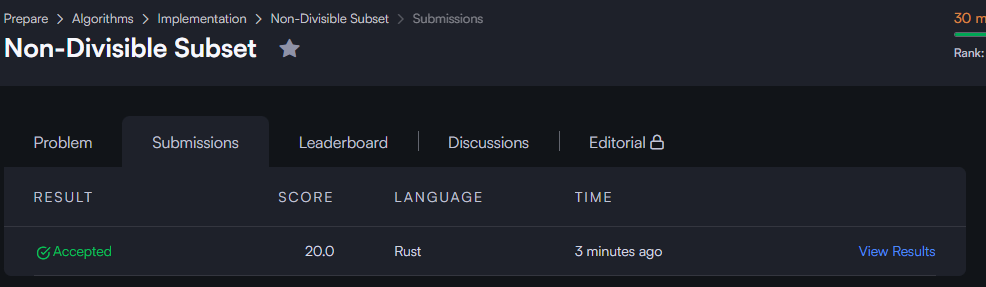 Prepare > Algorithms > Implementation > Non-Divisible Subset > Submissions
30 m
Non-Divisible Subset
Rank:
Problem Submissions Leaderboard Discussions Editorial
RESULT SCORE LANGUAGE TIME
Accepted 20.0 Rust 3 minutes ago View Results